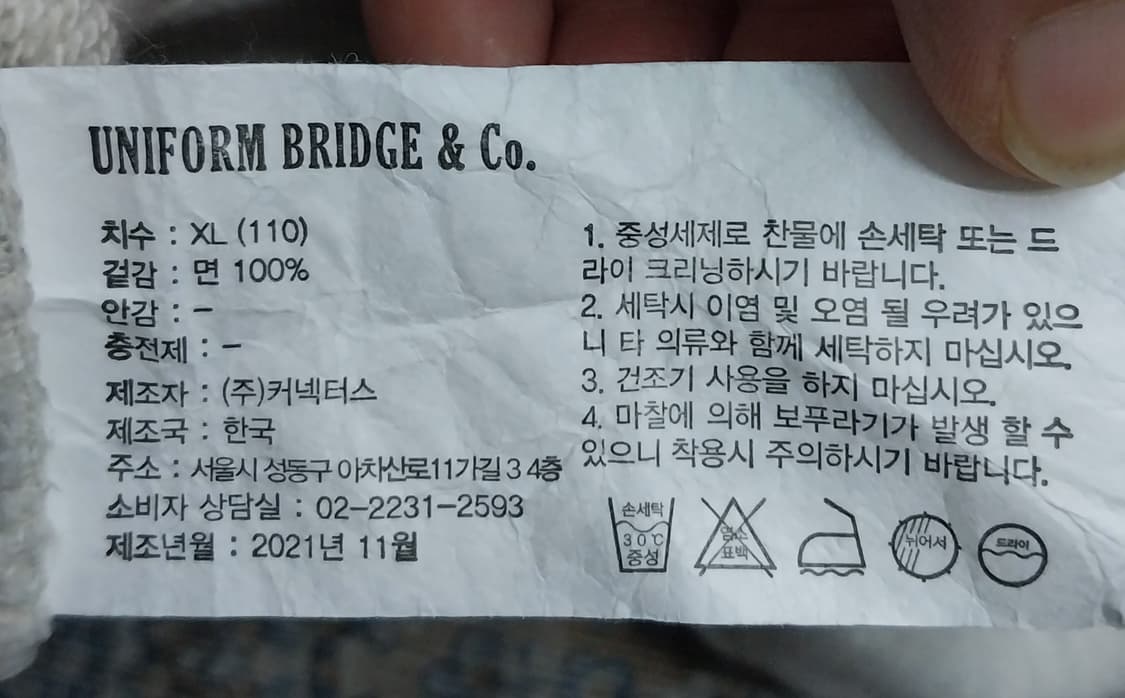 UNIFORM BRIDGE & Co.
치수 : XL (110)
겉감 : 면 100%
안감 : -
충전제 : -
제조자 : (주)커넥터스
제조국 : 한국
주소 : 서울시 성동구 아차산로11가길 3 4층
소비자 상담실 : 02-2231-2593
제조년월 : 2021년 11월
1. 중성세제로 찬물에 손세탁 또는 드
라이 크리닝하시기 바랍니다.
2. 세탁시 이염 및 오염 될 우려가 있으
니 타 의류와 함께 세탁하지 마십시오.
3. 건조기 사용을 하지 마십시오.
4. 마찰에 의해 보푸라기가 발생 할 수
있으니 착용시 주의하시기 바랍니다.
손세탁
30℃
중성
염소
표백
뉘어서
드라이